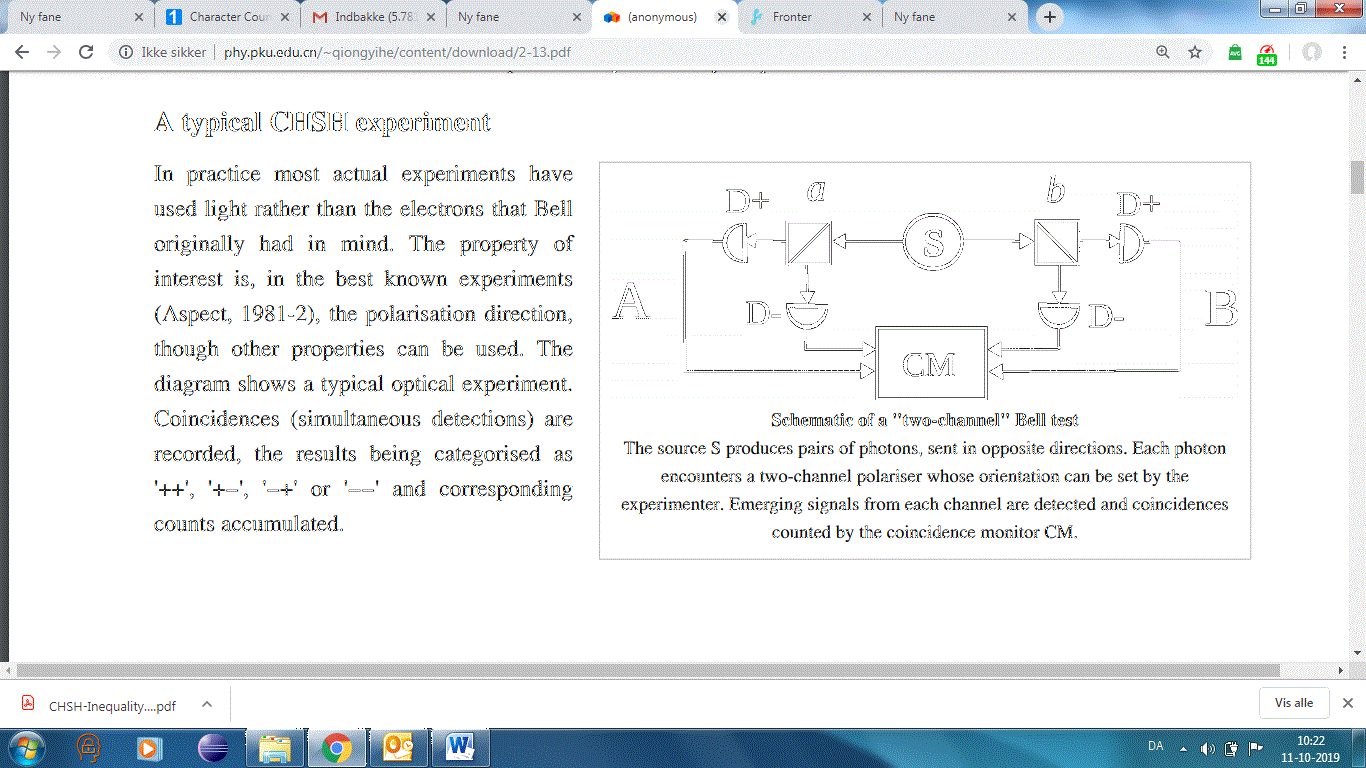 Ny fane
Character Coun
Indbakke (5.78
Ny fane
(anonymous)
Fronter
Ny fane
Ikke sikker | phy.pku.edu.cn/~qiongyihe/content/download/2-13.pdf
AVG
144
A typical CHSH experiment
In practice most actual experiments have
used light rather than the electrons that Bell
originally had in mind. The property of
interest is, in the best known experiments
(Aspect, 1981-2), the polarisation direction,
though other properties can be used. The
diagram shows a typical optical experiment.
Coincidences (simultaneous detections) are
recorded, the results being categorised as
'++', '+−', '−+' or '−−' and corresponding
counts accumulated.
D+ a b D+
S
A D- D- B
CM
Schematic of a "two-channel" Bell test
The source S produces pairs of photons, sent in opposite directions. Each photon
encounters a two-channel polariser whose orientation can be set by the
experimenter. Emerging signals from each channel are detected and coincidences
counted by the coincidence monitor CM.
CHSH-Inequality....pdf
Vis alle
DA
10:22
11-10-2019